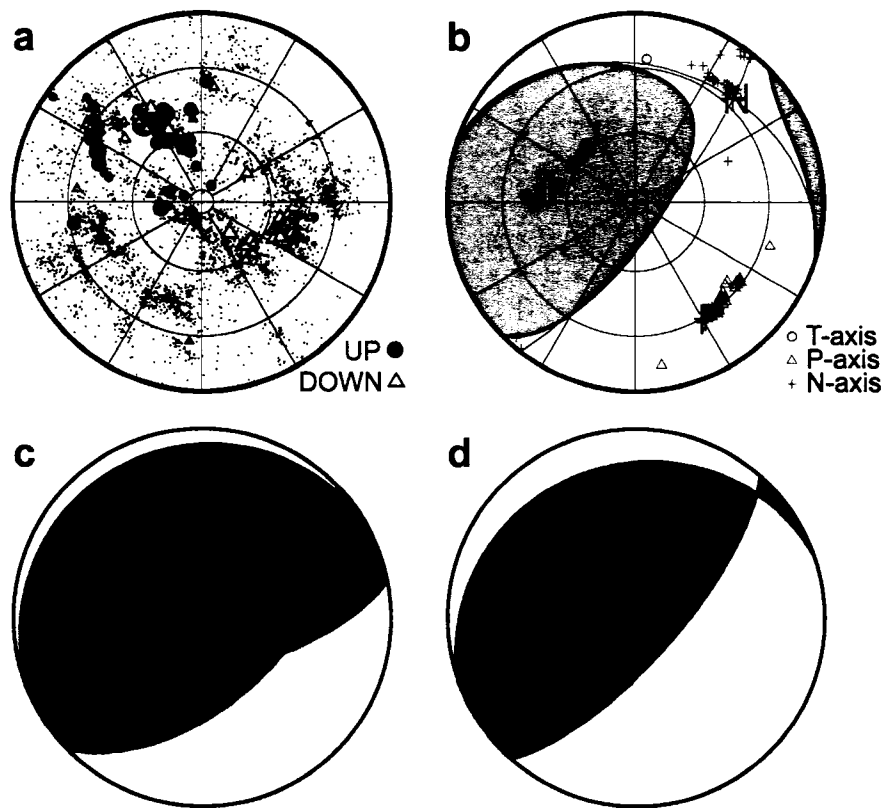 a
UP ●
DOWN △
b
N
○ T-axis
△ P-axis
+ N-axis
c
d